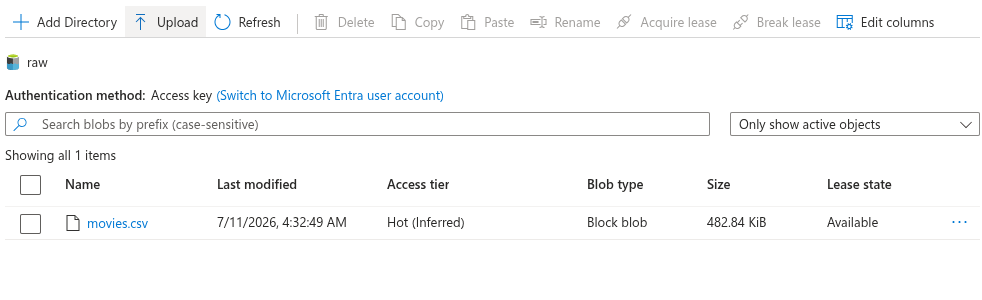 Add Directory Upload Refresh Delete Copy Paste Rename Acquire lease Break lease Edit columns
raw
Authentication method: Access key (Switch to Microsoft Entra user account)
Search blobs by prefix (case-sensitive) Only show active objects
Showing all 1 items
Name Last modified Access tier Blob type Size Lease state
movies.csv 7/11/2026, 4:32:49 AM Hot (Inferred) Block blob 482.84 KiB Available ...